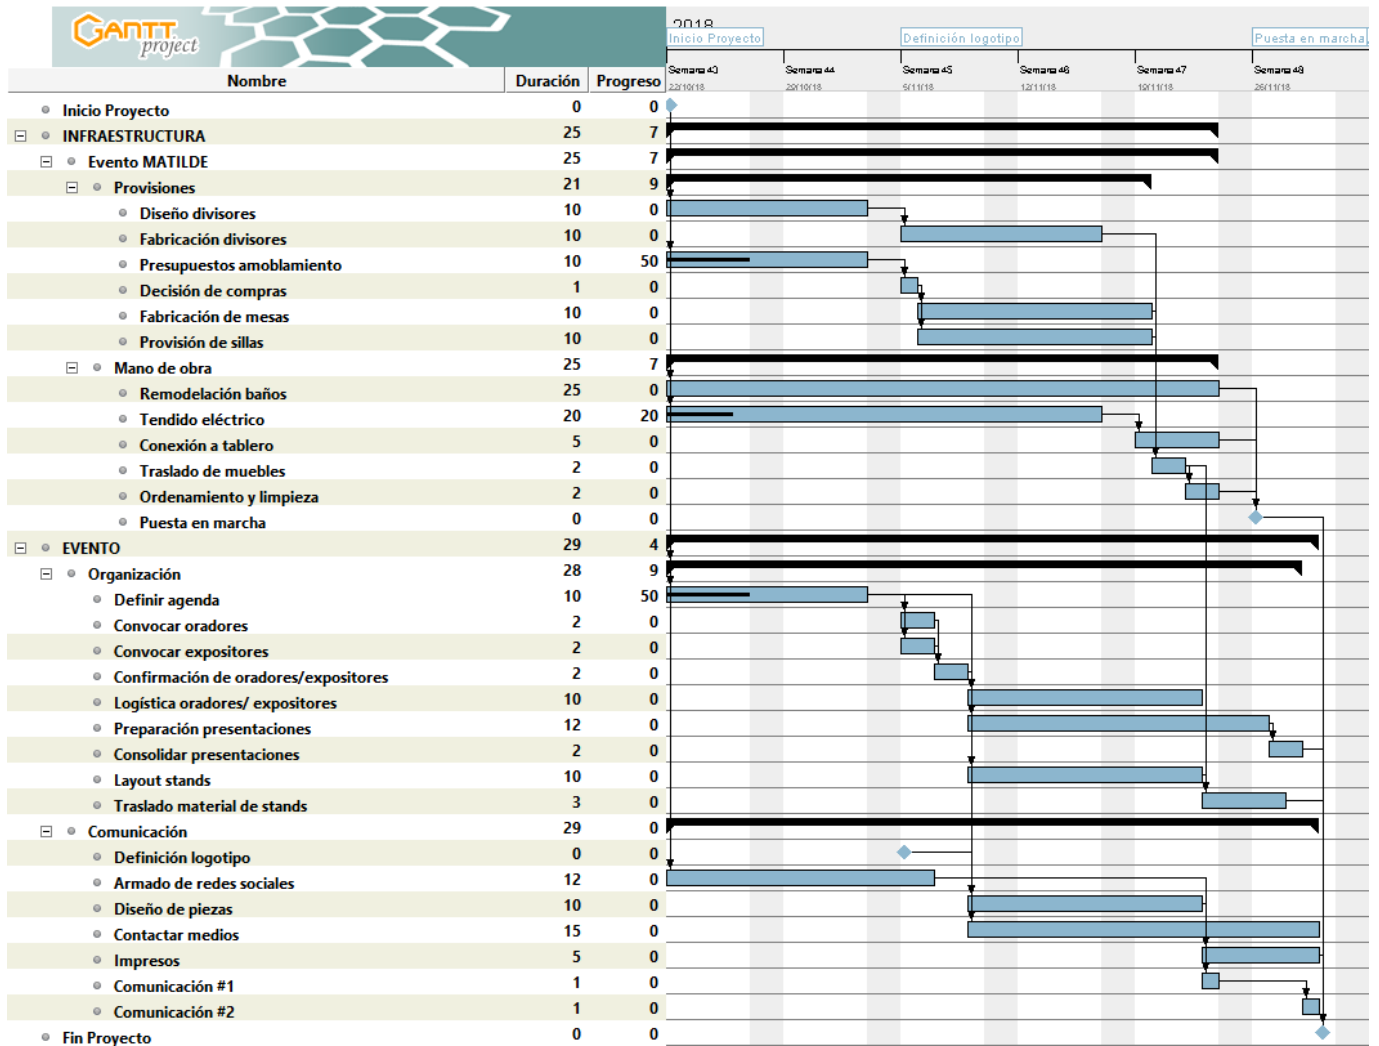 GANTT project
2018
Inicio Proyecto Definición logotipo Puesta en marcha
Nombre Duración Progreso
Semana 43 Semana 44 Semana 45 Semana 46 Semana 47 Semana 48
22/10/18 29/10/18 5/11/18 12/11/18 19/11/18 26/11/18
Inicio Proyecto 0 0
INFRAESTRUCTURA 25 7
Evento MATILDE 25 7
Provisiones 21 9
Diseño divisores 10 0
Fabricación divisores 10 0
Presupuestos amoblamiento 10 50
Decisión de compras 1 0
Fabricación de mesas 10 0
Provisión de sillas 10 0
Mano de obra 25 7
Remodelación baños 25 0
Tendido eléctrico 20 20
Conexión a tablero 5 0
Traslado de muebles 2 0
Ordenamiento y limpieza 2 0
Puesta en marcha 0 0
EVENTO 29 4
Organización 28 9
Definir agenda 10 50
Convocar oradores 2 0
Convocar expositores 2 0
Confirmación de oradores/expositores 2 0
Logística oradores/ expositores 10 0
Preparación presentaciones 12 0
Consolidar presentaciones 2 0
Layout stands 10 0
Traslado material de stands 3 0
Comunicación 29 0
Definición logotipo 0 0
Armado de redes sociales 12 0
Diseño de piezas 10 0
Contactar medios 15 0
Impresos 5 0
Comunicación #1 1 0
Comunicación #2 1 0
Fin Proyecto 0 0